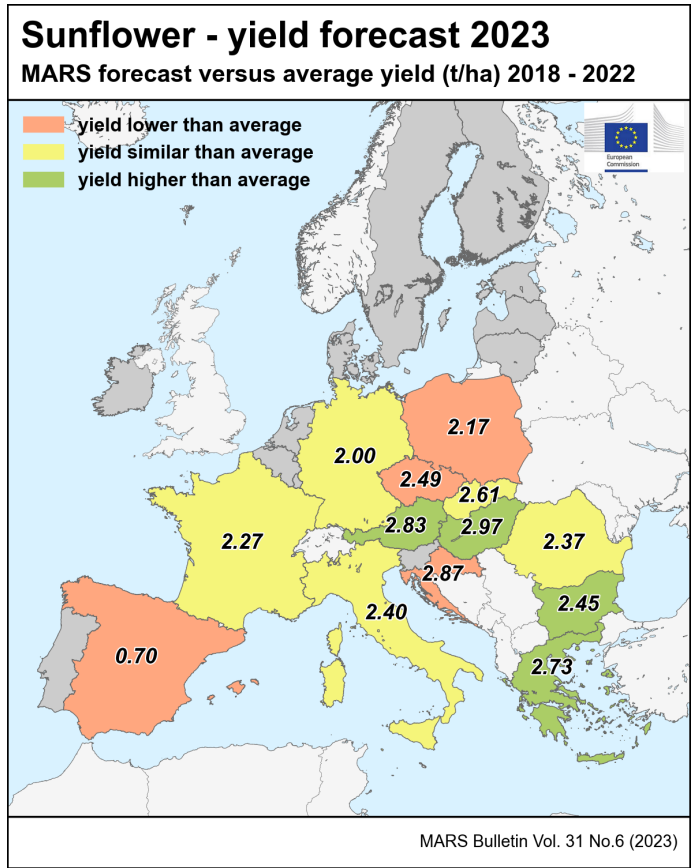 Sunflower - yield forecast 2023
MARS forecast versus average yield (t/ha) 2018 - 2022
yield lower than average
yield similar than average
yield higher than average
European
Commission
2.17
2.00
2.49
2.61
2.83
2.97
2.27
2.37
2.87
2.45
2.40
0.70
2.73
MARS Bulletin Vol. 31 No.6 (2023)